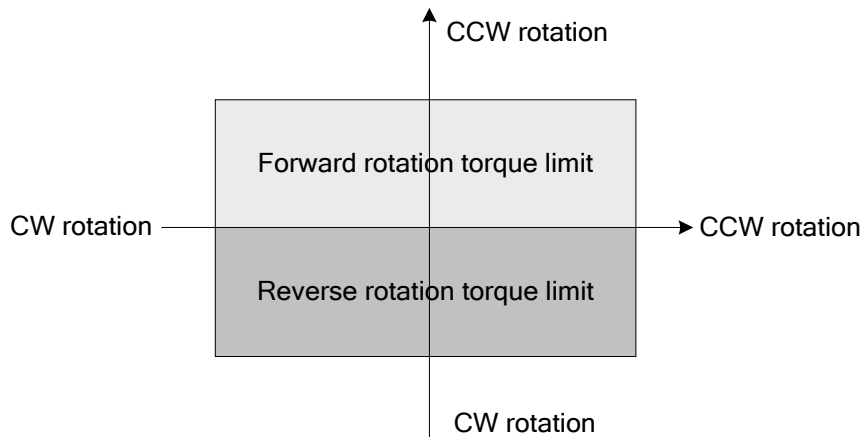 CCW rotation
Forward rotation torque limit
CW rotation
CCW rotation
Reverse rotation torque limit
CW rotation